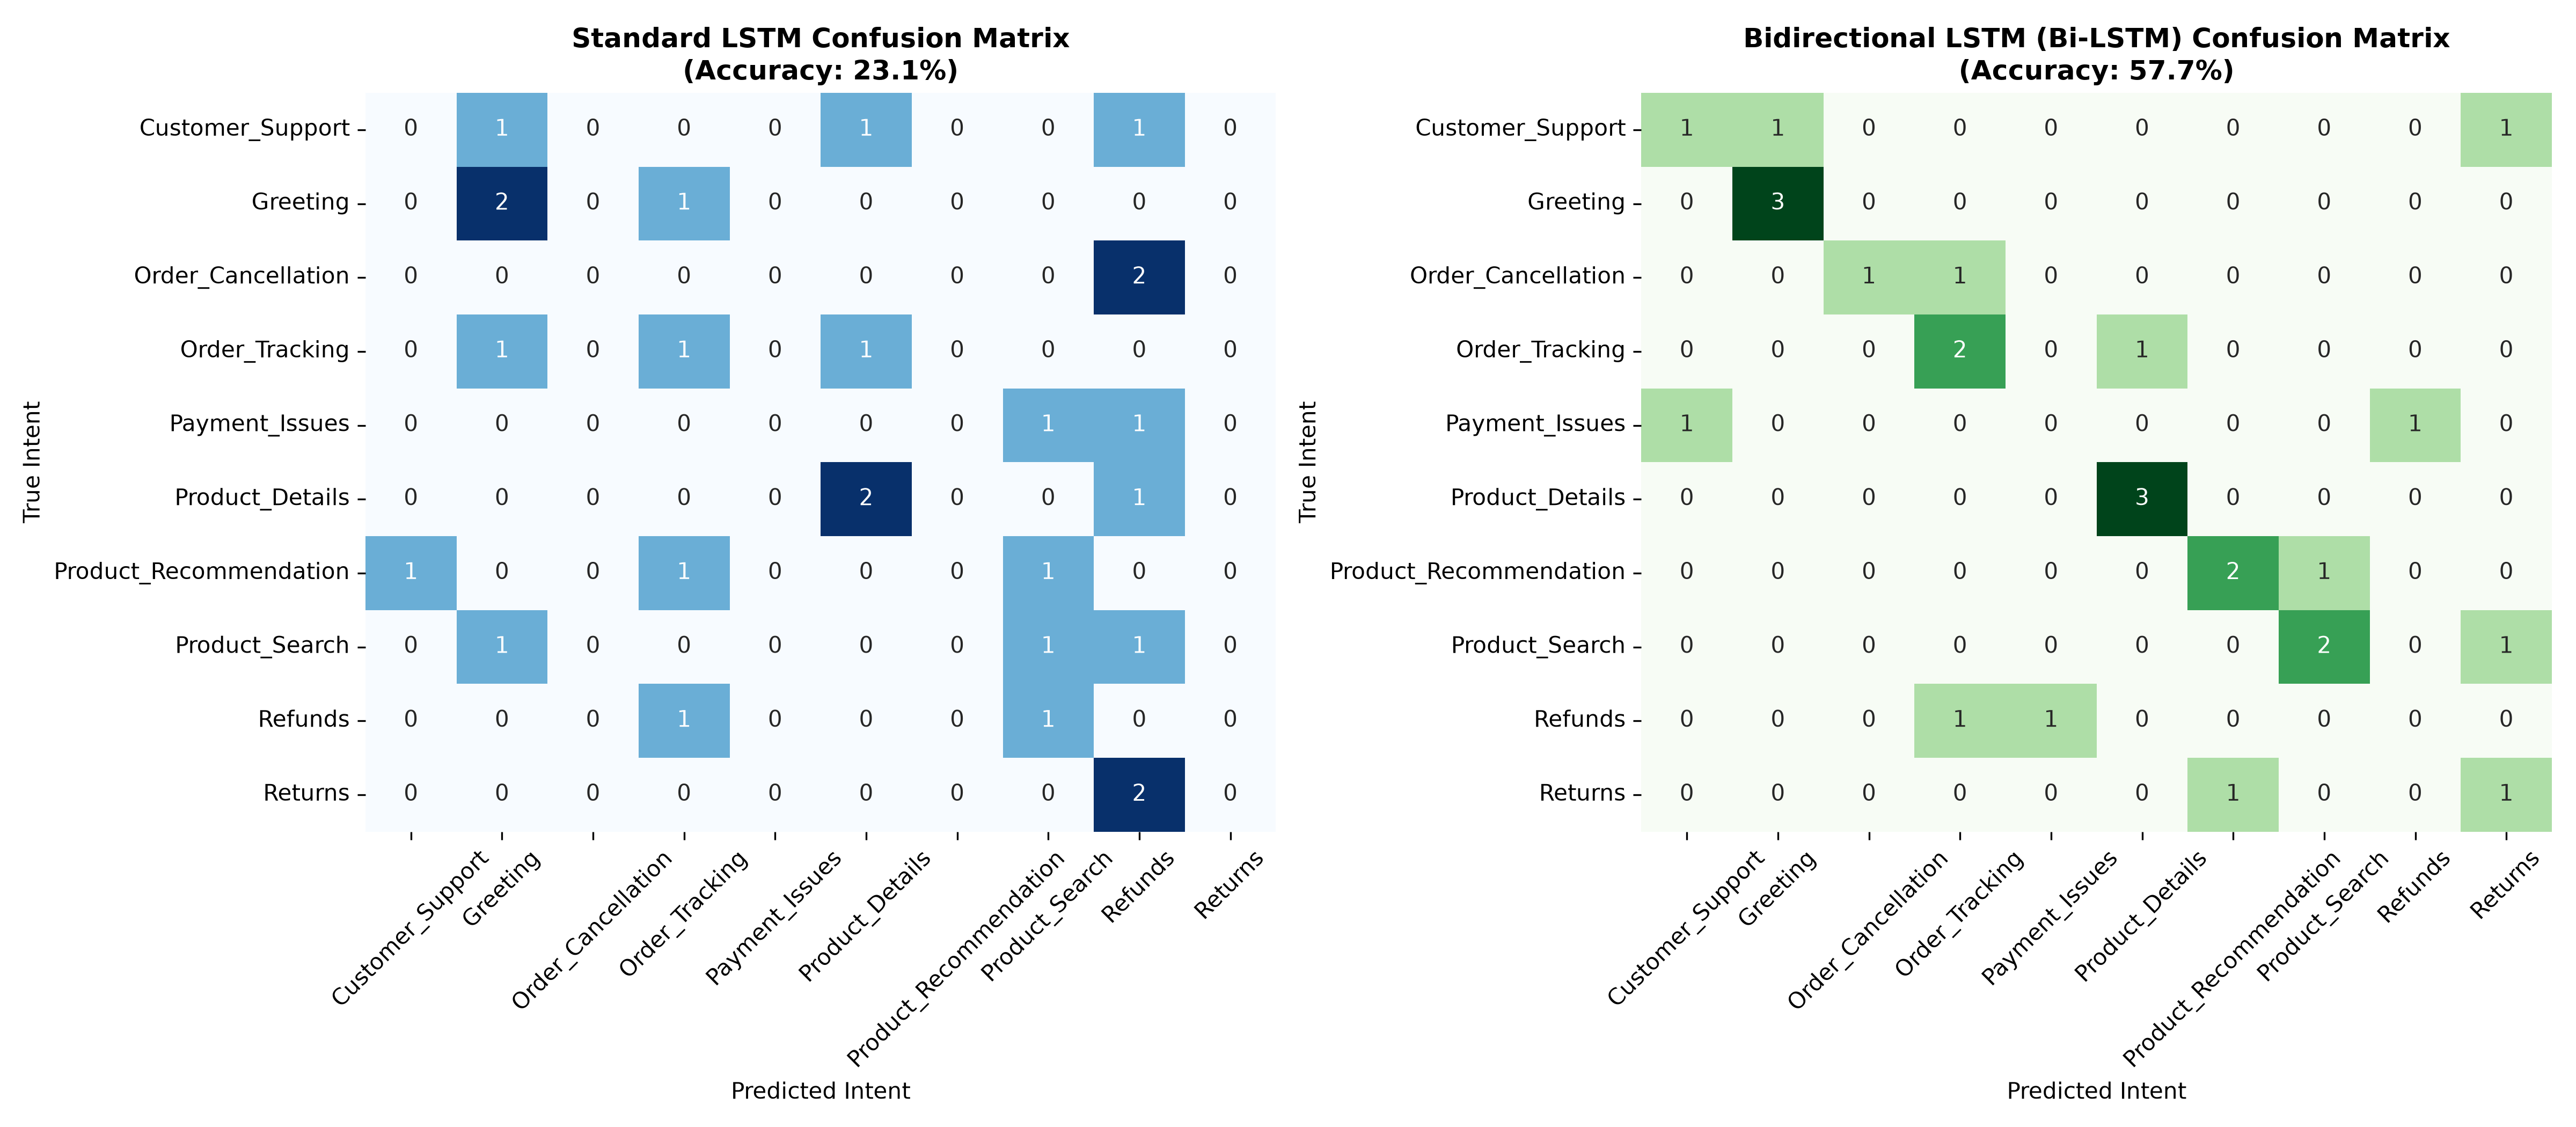 Standard LSTM Confusion Matrix
(Accuracy: 23.1%)
True Intent
Customer_Support 0 1 0 0 0 1 0 0 1 0
Greeting 0 2 0 1 0 0 0 0 0 0
Order_Cancellation 0 0 0 0 0 0 0 0 2 0
Order_Tracking 0 1 0 1 0 1 0 0 0 0
Payment_Issues 0 0 0 0 0 0 0 1 1 0
Product_Details 0 0 0 0 0 2 0 0 1 0
Product_Recommendation 1 0 0 1 0 0 0 1 0 0
Product_Search 0 1 0 0 0 0 0 1 1 0
Refunds 0 0 0 1 0 0 0 1 0 0
Returns 0 0 0 0 0 0 0 0 2 0
Customer_Support
Greeting
Order_Cancellation
Order_Tracking
Payment_Issues
Product_Details
Product_Recommendation
Product_Search
Refunds
Returns
Predicted Intent
Bidirectional LSTM (Bi-LSTM) Confusion Matrix
(Accuracy: 57.7%)
True Intent
Customer_Support 1 1 0 0 0 0 0 0 0 1
Greeting 0 3 0 0 0 0 0 0 0 0
Order_Cancellation 0 0 1 1 0 0 0 0 0 0
Order_Tracking 0 0 0 2 0 1 0 0 0 0
Payment_Issues 1 0 0 0 0 0 0 0 1 0
Product_Details 0 0 0 0 0 3 0 0 0 0
Product_Recommendation 0 0 0 0 0 0 2 1 0 0
Product_Search 0 0 0 0 0 0 0 2 0 1
Refunds 0 0 0 1 1 0 0 0 0 0
Returns 0 0 0 0 0 0 1 0 0 1
Customer_Support
Greeting
Order_Cancellation
Order_Tracking
Payment_Issues
Product_Details
Product_Recommendation
Product_Search
Refunds
Returns
Predicted Intent